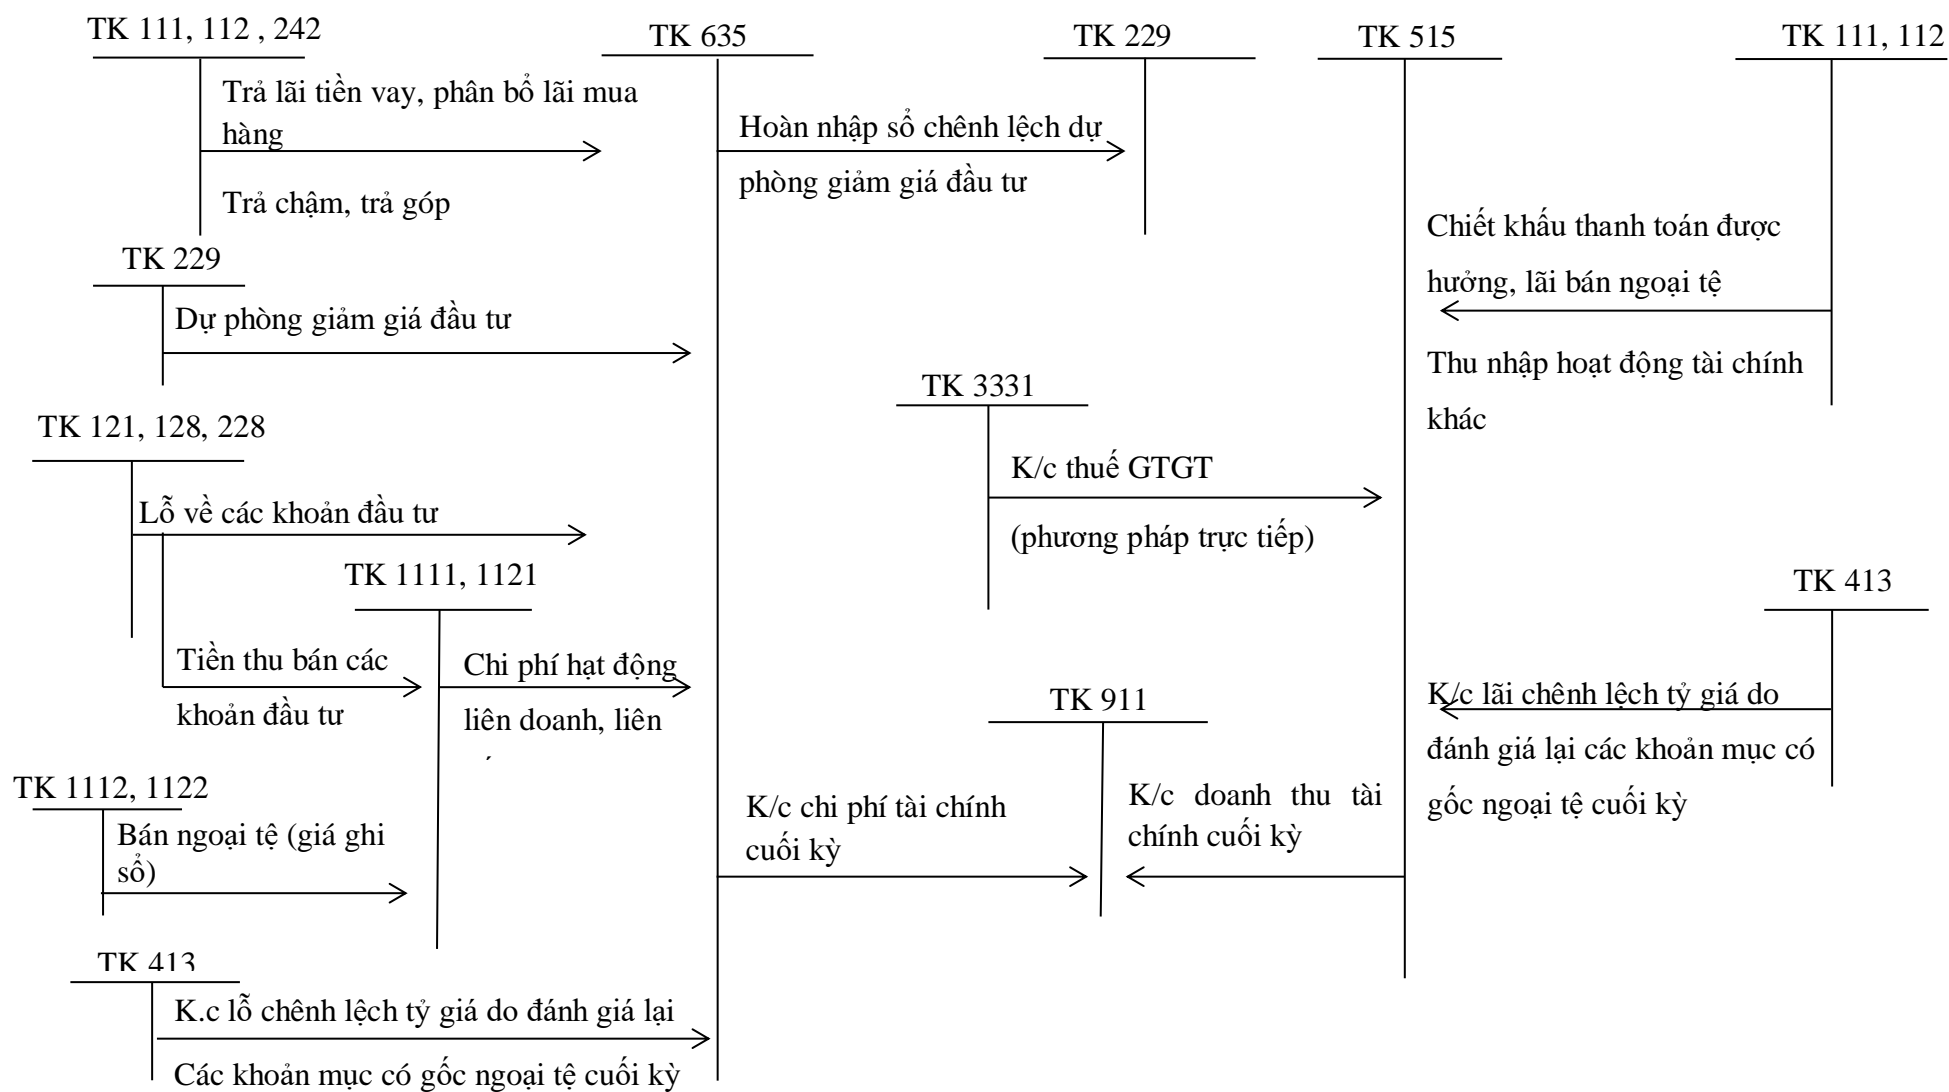 TK 111, 112 , 242
TK 635
TK 229
TK 515
TK 111, 112
Trả lãi tiền vay, phân bổ lãi mua
hàng
Trả chậm, trả góp
Hoàn nhập sổ chênh lệch dự
phòng giảm giá đầu tư
Chiết khấu thanh toán được
hưởng, lãi bán ngoại tệ
Thu nhập hoạt động tài chính
khác
TK 229
Dự phòng giảm giá đầu tư
TK 3331
K/c thuế GTGT
(phương pháp trực tiếp)
TK 121, 128, 228
Lỗ về các khoản đầu tư
TK 1111, 1121
Tiền thu bán các
khoản đầu tư
Chi phí hạt động
liên doanh, liên
TK 413
K/c lãi chênh lệch tỷ giá do
đánh giá lại các khoản mục có
gốc ngoại tệ cuối kỳ
TK 911
K/c chi phí tài chính
cuối kỳ
K/c doanh thu tài
chính cuối kỳ
TK 1112, 1122
Bán ngoại tệ (giá ghi
sổ)
TK 413
K.c lỗ chênh lệch tỷ giá do đánh giá lại
Các khoản mục có gốc ngoại tệ cuối kỳ